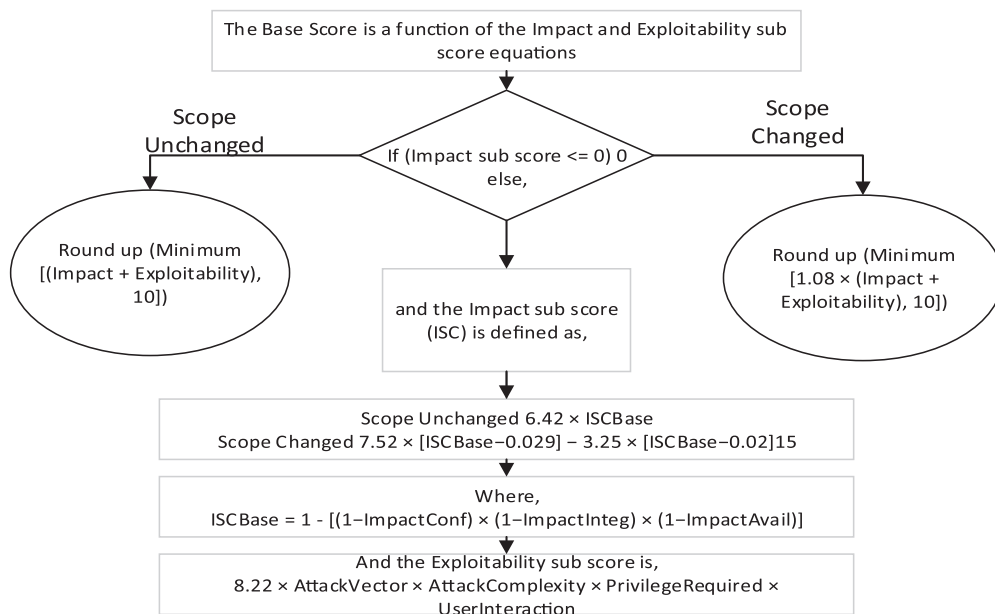 The Base Score is a function of the Impact and Exploitability sub
score equations
Scope
Unchanged
Scope
Changed
If (Impact sub score <= 0) 0
else,
Round up (Minimum
[(Impact + Exploitability),
10])
Round up (Minimum
[1.08 × (Impact +
Exploitability), 10])
and the Impact sub score
(ISC) is defined as,
Scope Unchanged 6.42 × ISCBase
Scope Changed 7.52 × [ISCBase−0.029] − 3.25 × [ISCBase−0.02]15
Where,
ISCBase = 1 - [(1−ImpactConf) × (1−ImpactInteg) × (1−ImpactAvail)]
And the Exploitability sub score is,
8.22 × AttackVector × AttackComplexity × PrivilegeRequired ×
UserInteraction